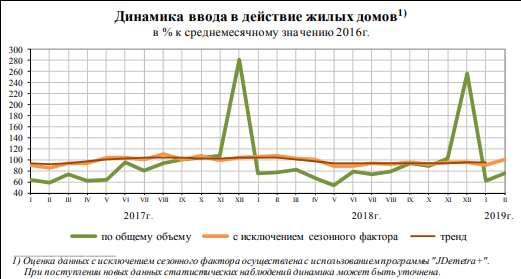 Динамика ввода в действие жилых домов1)
в % к среднемесячному значению 2016г.
300
280
260
240
220
200
180
160
140
120
100
80
60
40
I II III IV V VI VII VIII IX X XI XII I II III IV V VI VII VIII IX X XI XII I II
2017г. 2018г. 2019г.
по общему объему с исключением сезонного фактора тренд
1) Оценка данных с исключением сезонного фактора осуществлена с использованием программы "JDemetra+".
При поступлении новых данных статистических наблюдений динамика может быть уточнена.